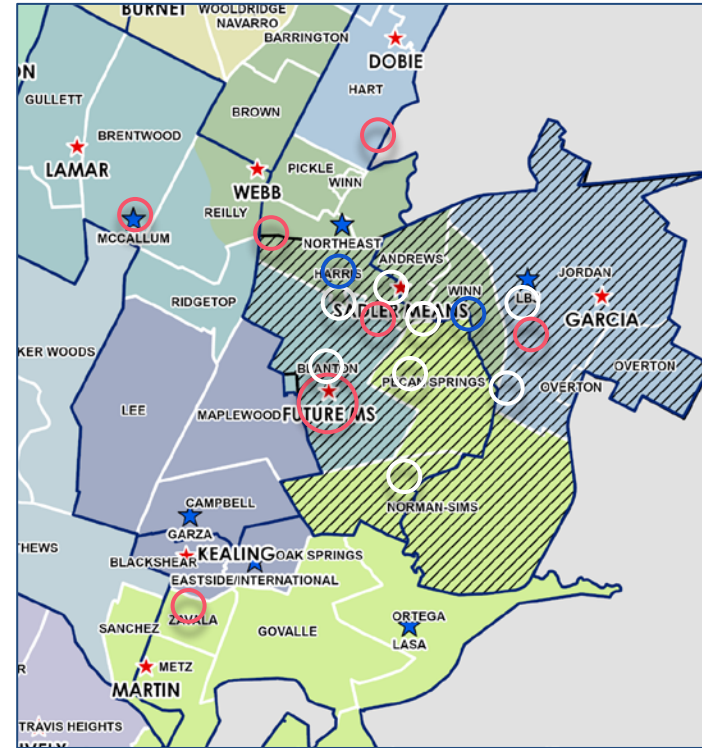 BURNET
WOOLDRIDGE
NAVARRO
BARRINGTON
DOBIE
ON
GULLETT
HART
BROWN
BRENTWOOD
LAMAR
PICKLE
WEBB
WINN
REILLY
MCCALLUM
NORTHEAST
ANDREWS
HARRIS
JORDAN
WINN
LB
RIDGETOP
SADLER MEANS
GARCIA
KER WOODS
BLANTON
OVERTON
PECAN SPRINGS
OVERTON
LEE
MAPLEWOOD
FUTURE MS
CAMPBELL
NORMAN-SIMS
GARZA
THEWS
BLACKSHEAR
KEALING
OAK SPRINGS
EASTSIDE/INTERNATIONAL
ZAVALA
ORTEGA
SANCHEZ
GOVALLE
LASA
METZ
MARTIN
TRAVIS HEIGHTS